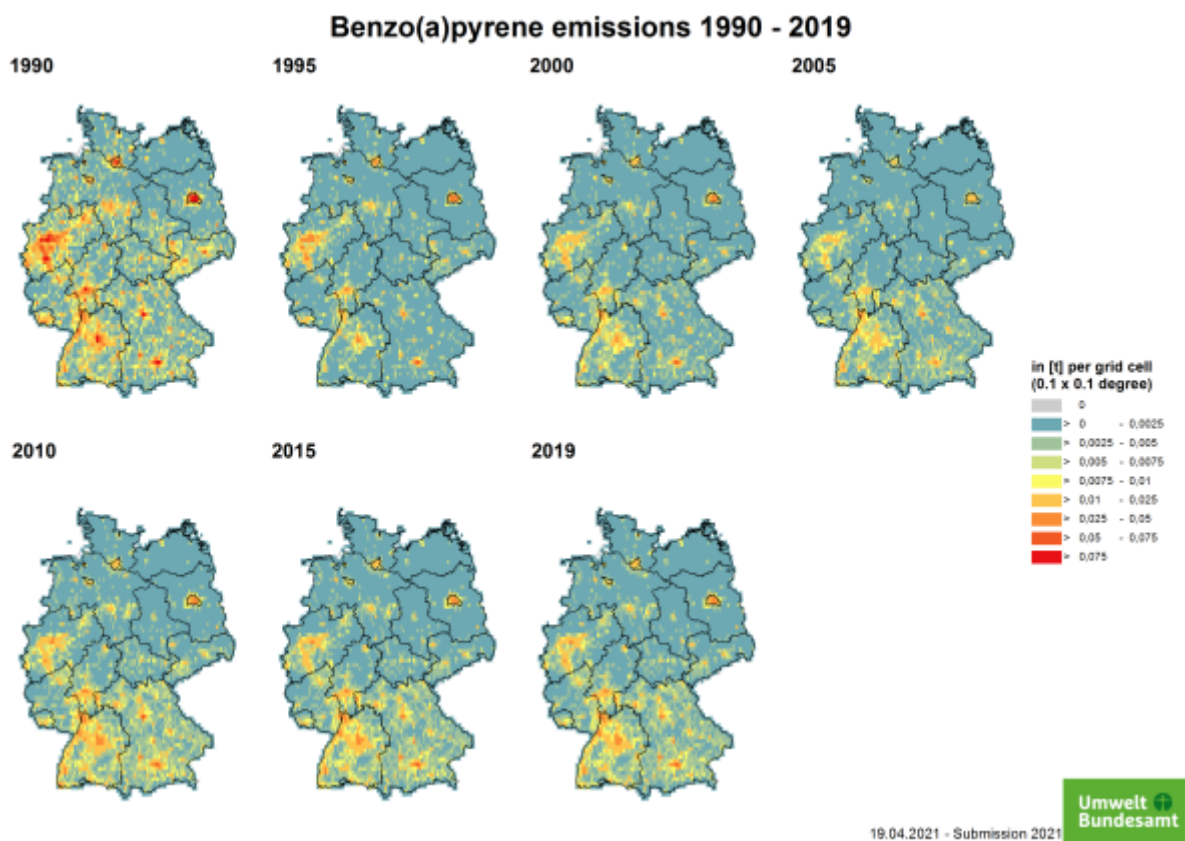 Benzo(a)pyrene emissions 1990 - 2019
1990
1995
2000
2005
in [t] per grid cell
(0.1 x 0.1 degree)
0
> 0 - 0,0025
> 0,0025 - 0,005
> 0,005 - 0,0075
> 0,0075 - 0,01
> 0,01 - 0,025
> 0,025 - 0,05
> 0,05 - 0,075
> 0,075
2010
2015
2019
Umwelt
Bundesamt
19.04.2021 - Submission 2021